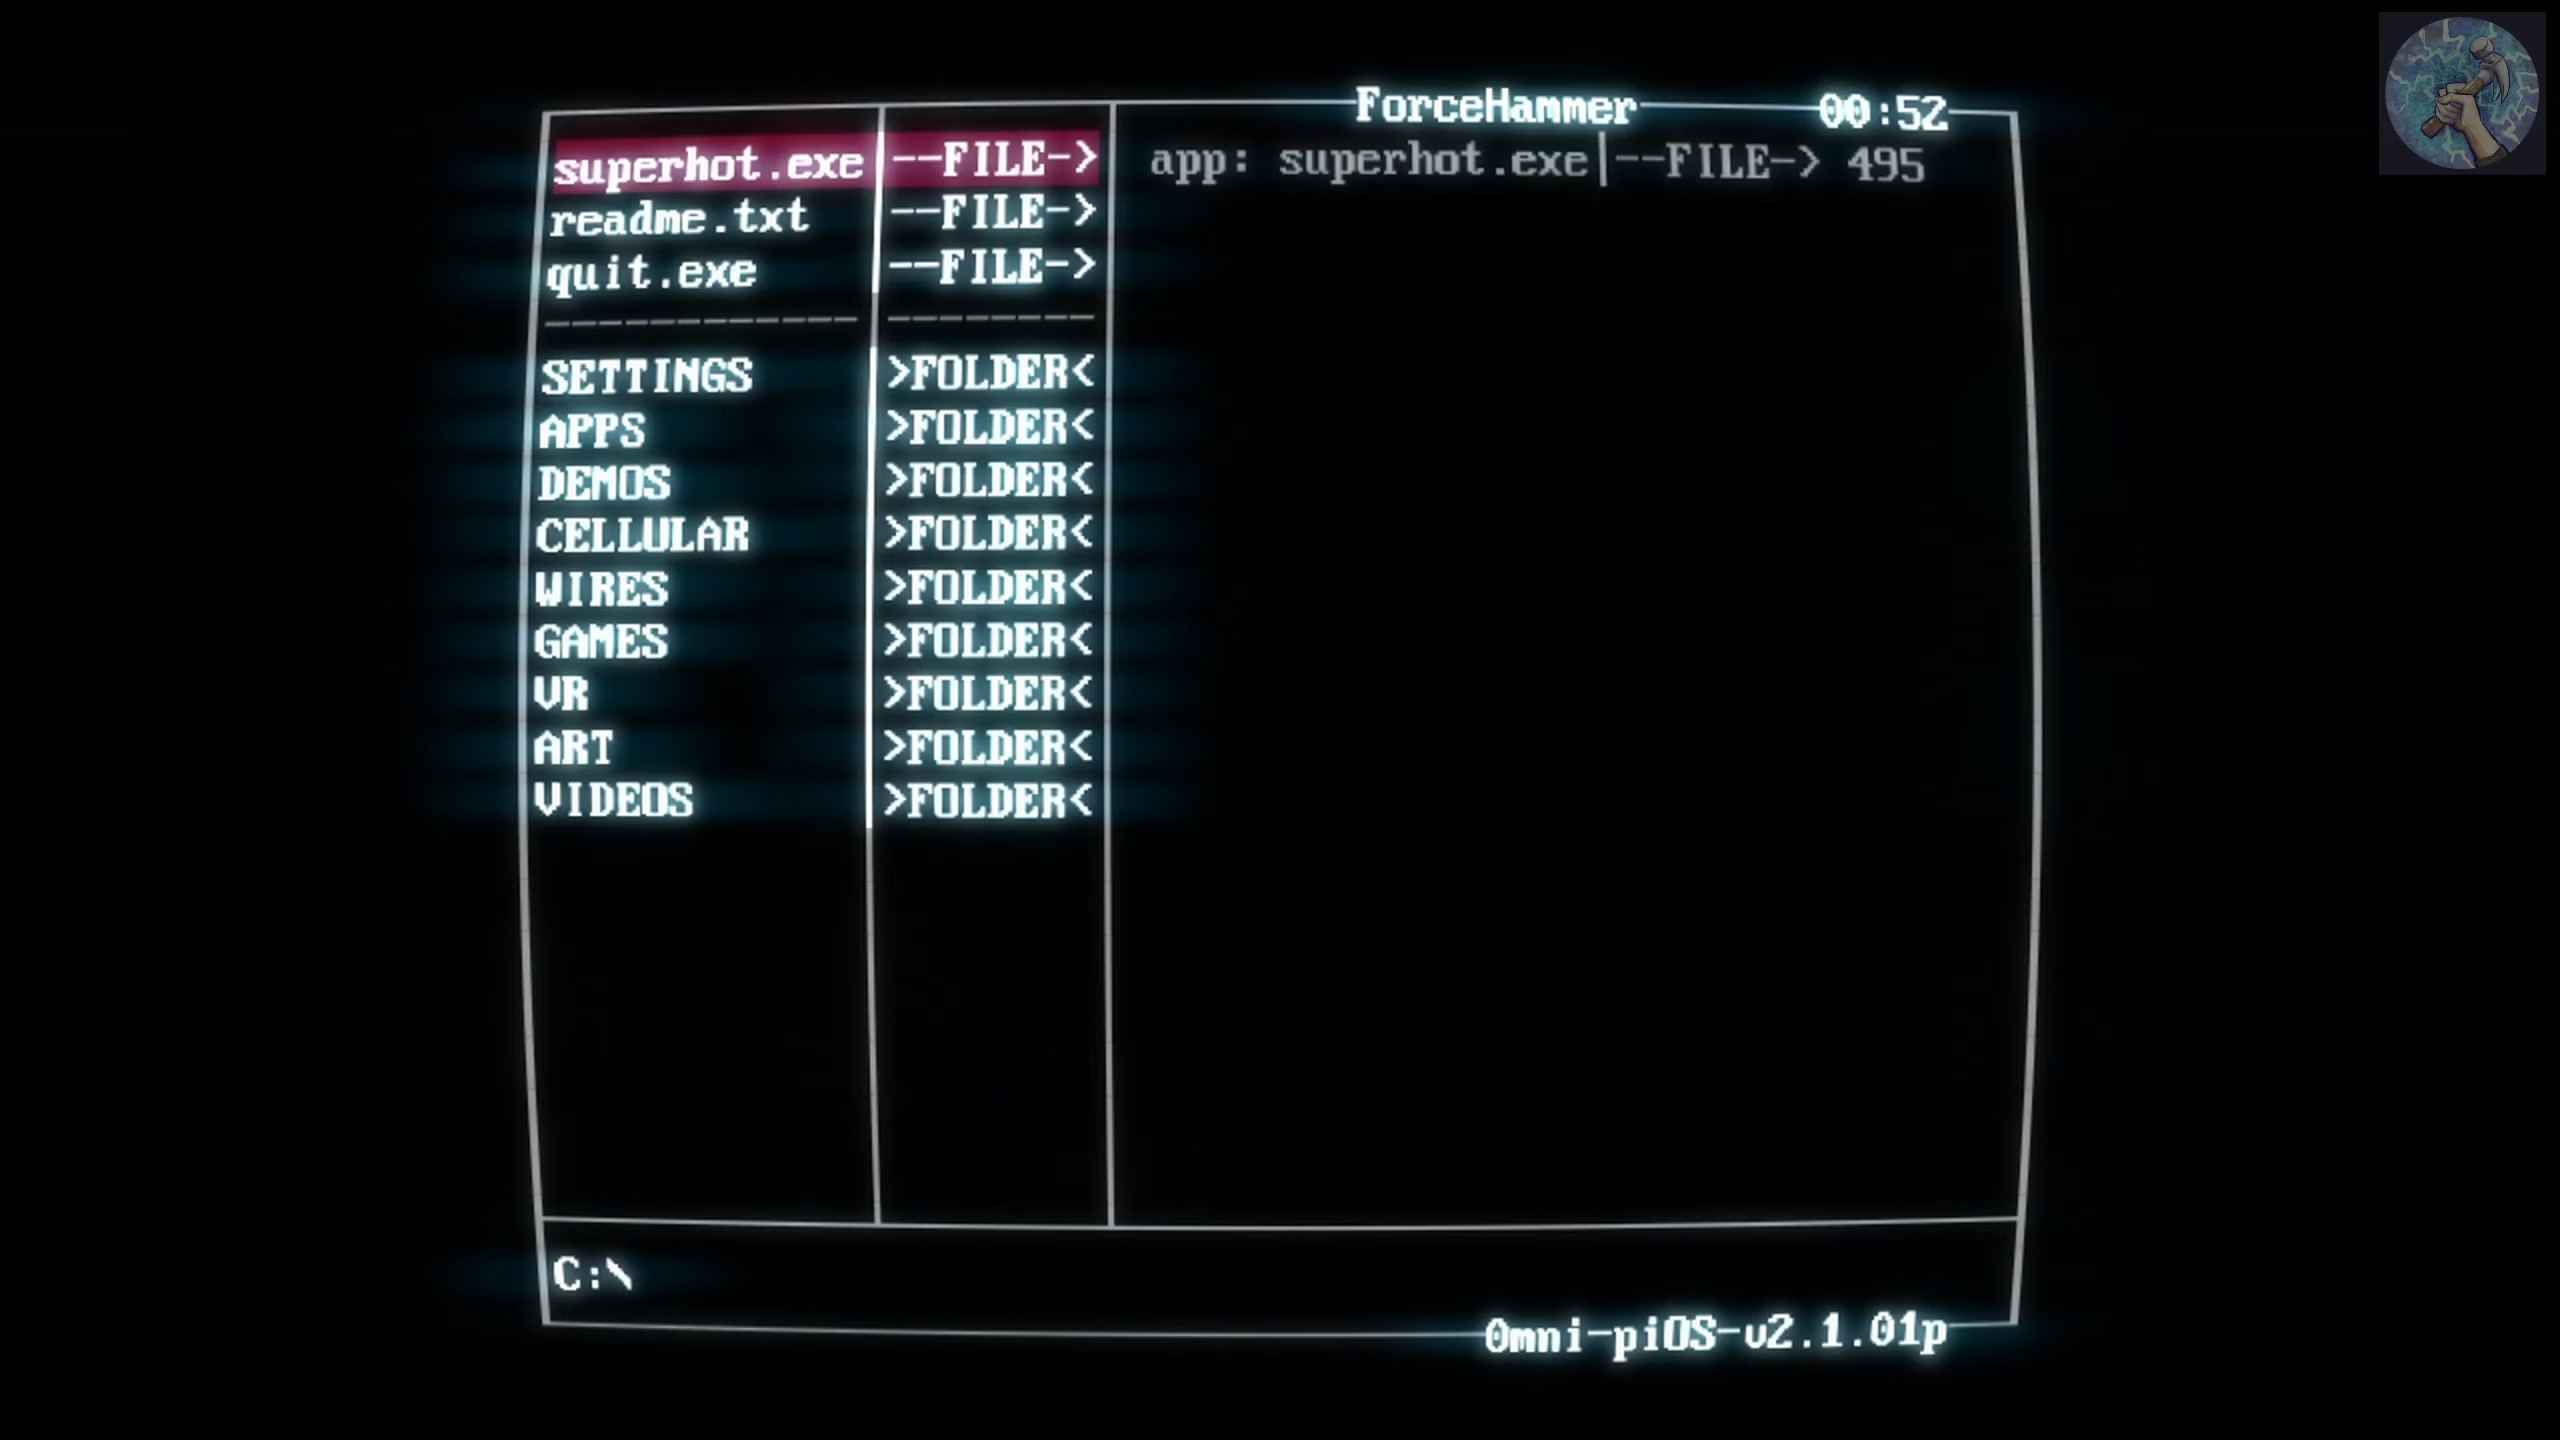 ForceHammer 00:52
superhot.exe --FILE->
readme.txt --FILE->
quit.exe --FILE->
------------ --------
SETTINGS >FOLDER<
APPS >FOLDER<
DEMOS >FOLDER<
CELLULAR >FOLDER<
WIRES >FOLDER<
GAMES >FOLDER<
VR >FOLDER<
ART >FOLDER<
VIDEOS >FOLDER<
app: superhot.exe|--FILE-> 495
C:\
0mni-piOS-v2.1.01p